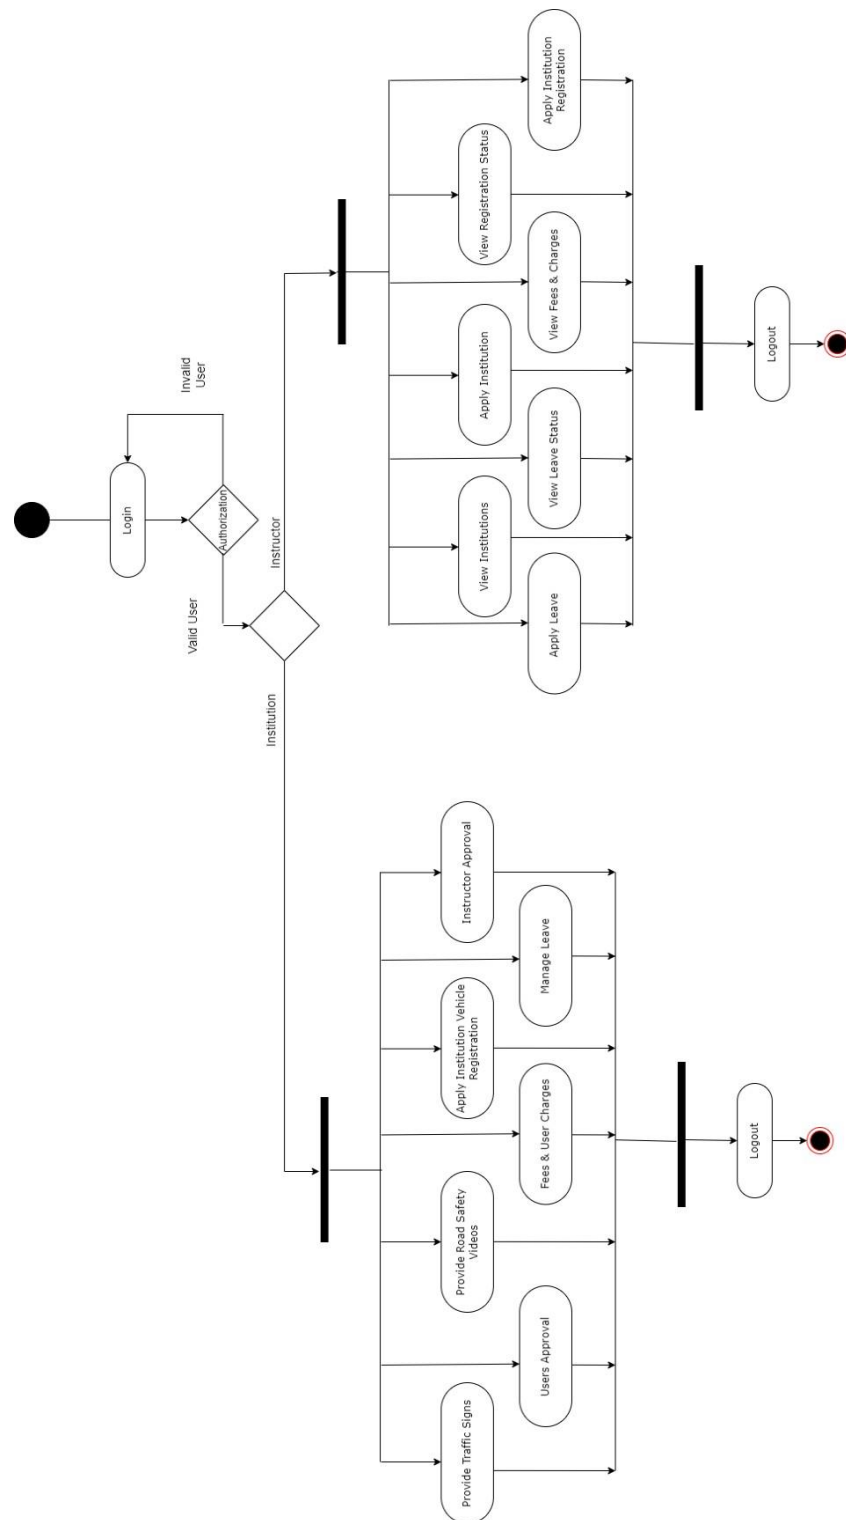 Login
Invalid
User
Authorization
Valid User
Institution
Instructor
Provide Traffic Signs
Provide Road Safety
Videos
Apply Institution Vehicle
Registration
Instructor Approval
Users Approval
Fees & User Charges
Manage Leave
Logout
View Institutions
Apply Institution
View Registration Status
Apply Leave
View Leave Status
View Fees & Charges
Apply Institution
Registration
Logout